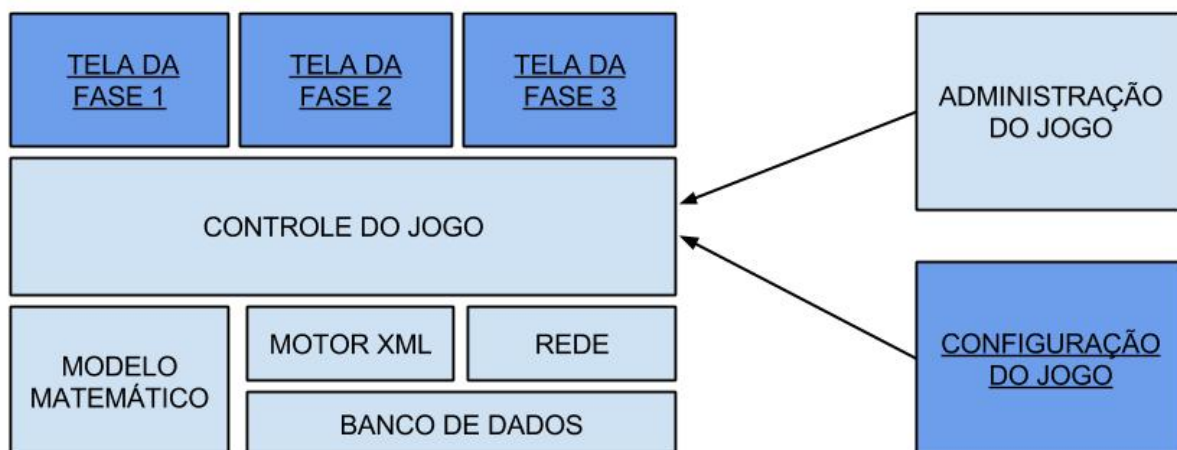 TELA DA
FASE 1
TELA DA
FASE 2
TELA DA
FASE 3
ADMINISTRAÇÃO
DO JOGO
CONTROLE DO JOGO
MODELO
MATEMÁTICO
MOTOR XML
REDE
BANCO DE DADOS
CONFIGURAÇÃO
DO JOGO